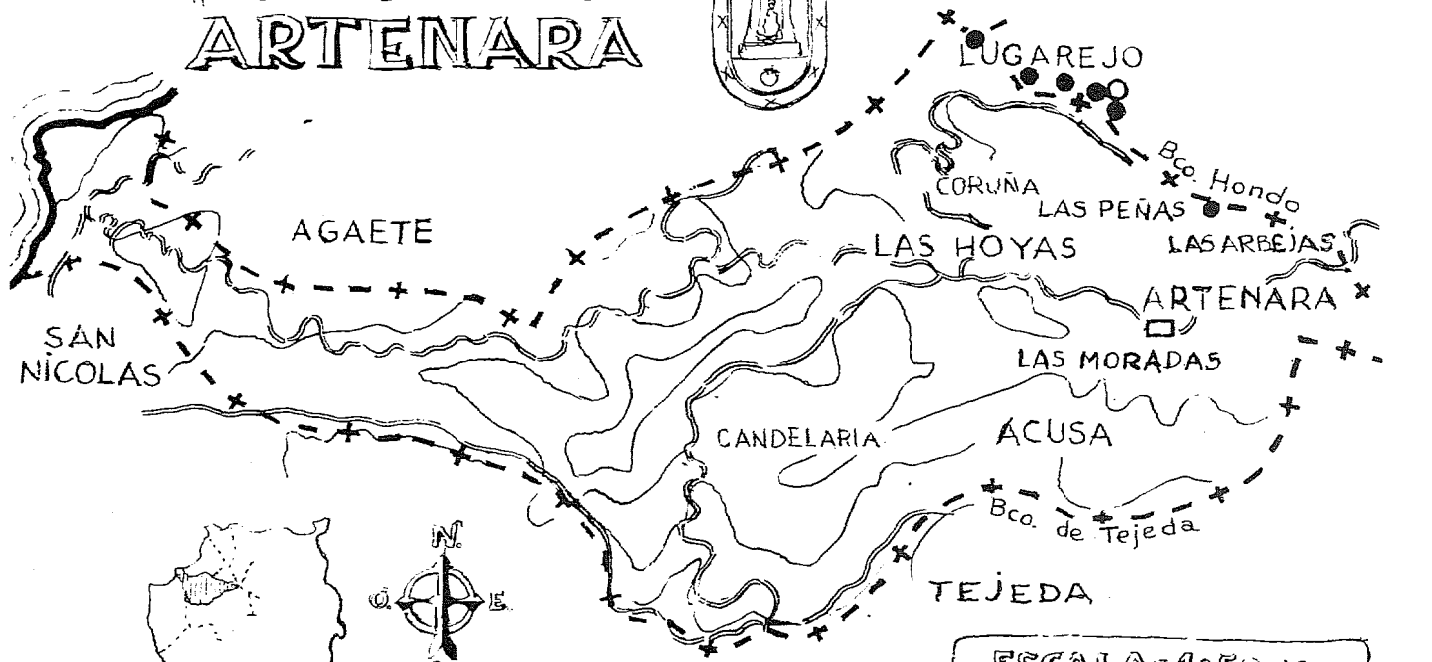 ARTENARA
LUGAREJO
Bco. Hondo
CORUÑA
LAS PEÑAS
AGAETE
LAS HOYAS
LAS ARBEJAS
ARTENARA
SAN
NICOLAS
LAS MORADAS
CANDELARIA
ACUSA
Bco. de Tejeda
N.
O.
E.
TEJEDA
ESCALA